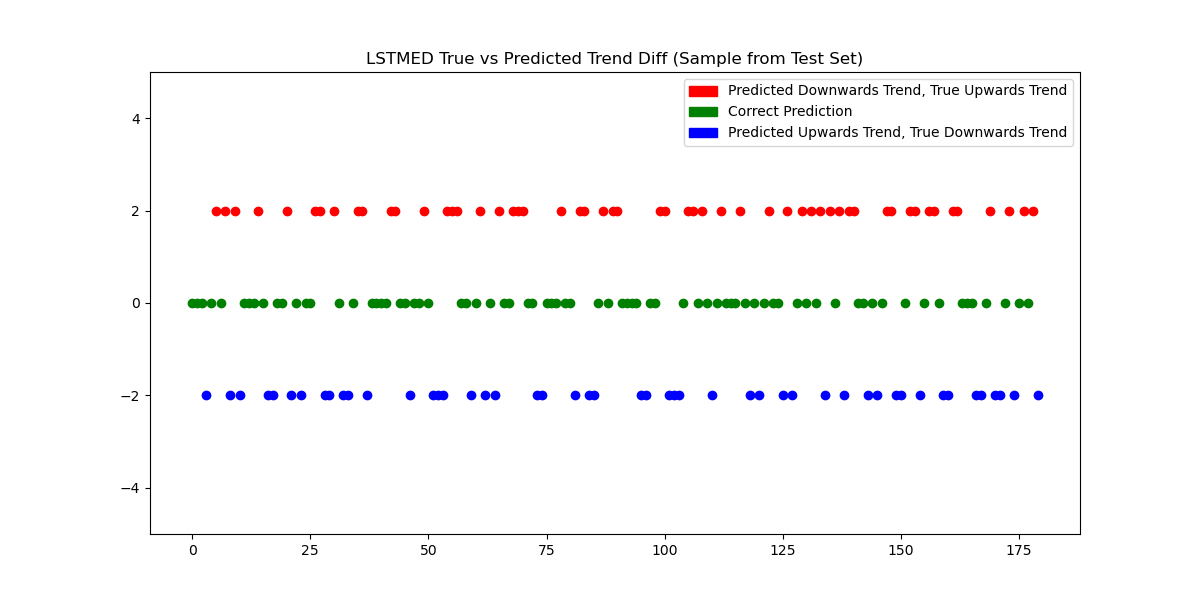 LSTMED True vs Predicted Trend Diff (Sample from Test Set)
Predicted Downwards Trend, True Upwards Trend
Correct Prediction
Predicted Upwards Trend, True Downwards Trend
4
2
0
−2
−4
0 25 50 75 100 125 150 175